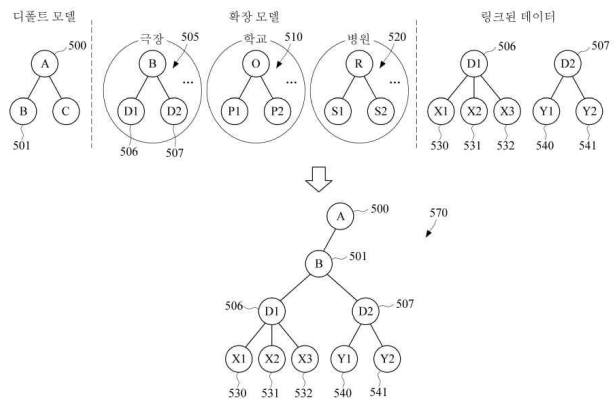 디폴트 모델
확장 모델
링크된 데이터
500
A
B
C
501
극장
505
B
D1
D2
...
506
507
학교
510
O
P1
P2
...
병원
520
R
S1
S2
...
506
D1
X1
X2
X3
530
531
532
507
D2
Y1
Y2
540
541
A
500
570
B
501
506
D1
D2
507
X1
X2
X3
Y1
Y2
530
531
532
540
541